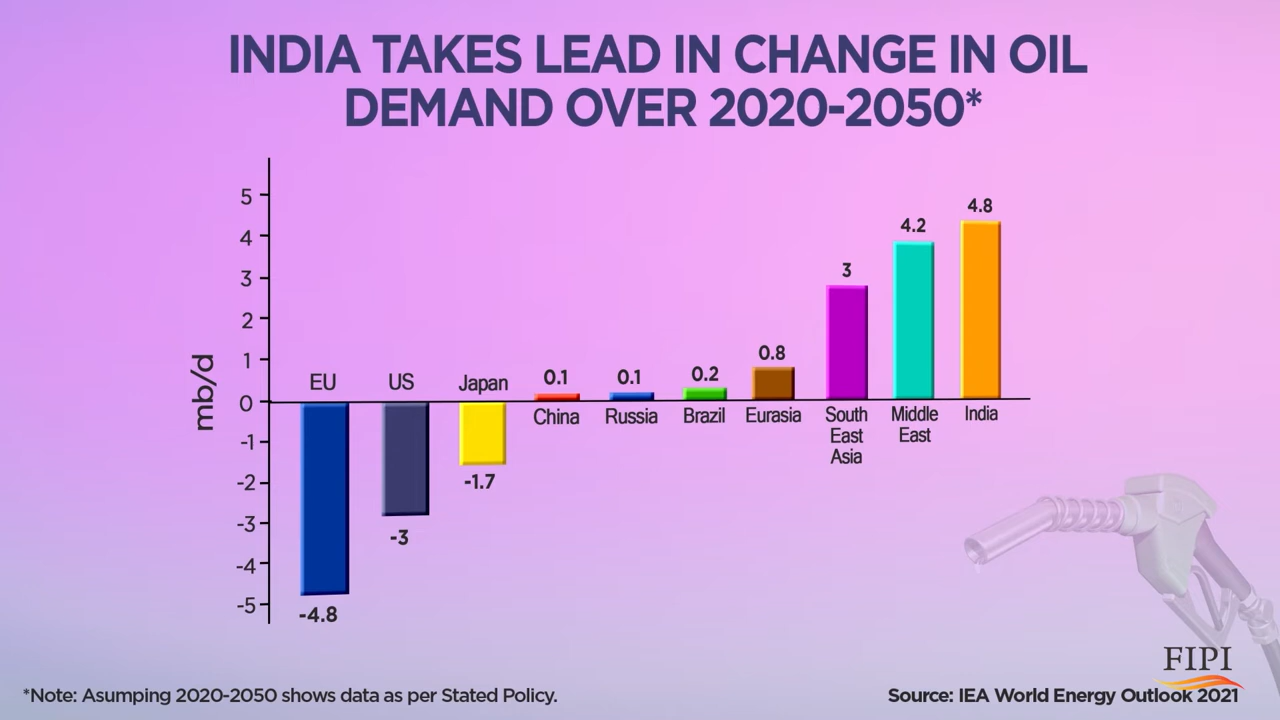 INDIA TAKES LEAD IN CHANGE IN OIL
DEMAND OVER 2020-2050*
mb/d
5
4
3
2
1
0
-1
-2
-3
-4
-5
EU
-4.8
US
-3
Japan
-1.7
0.1
China
0.1
Russia
0.2
Brazil
0.8
Eurasia
3
South
East
Asia
4.2
Middle
East
4.8
India
FIPI
*Note: Asumping 2020-2050 shows data as per Stated Policy.
Source: IEA World Energy Outlook 2021